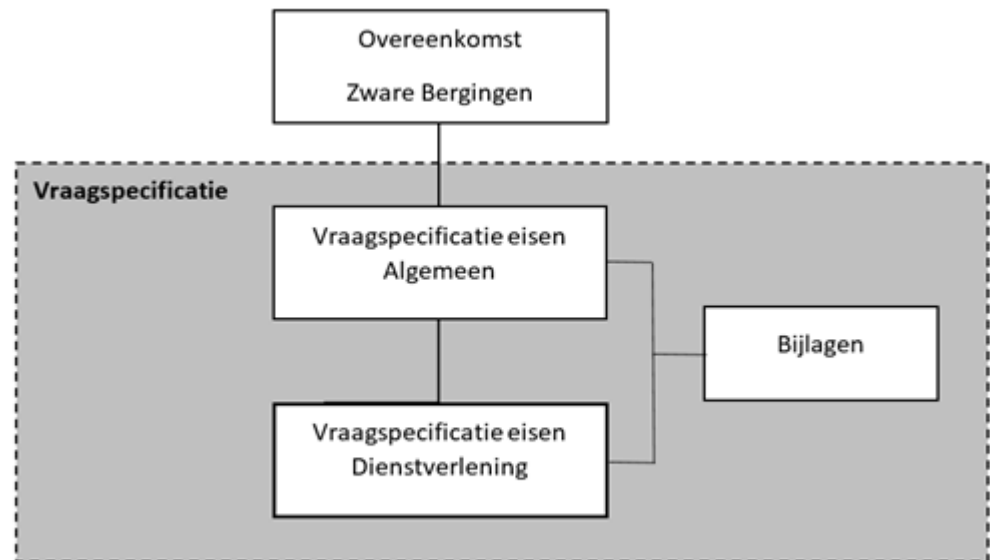 Overeenkomst
Zware Bergingen
Vraagspecificatie
Vraagspecificatie eisen
Algemeen
Bijlagen
Vraagspecificatie eisen
Dienstverlening